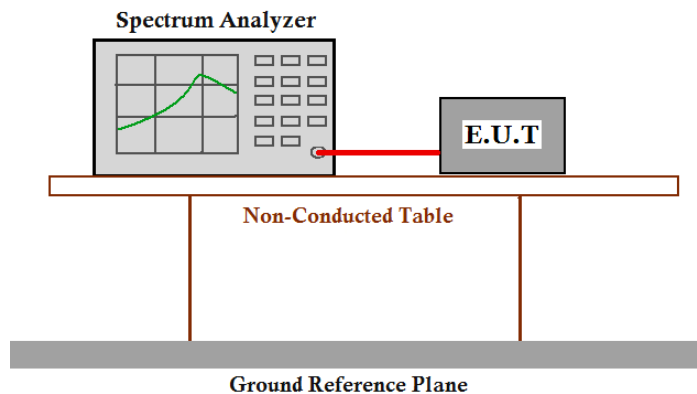 Spectrum Analyzer
E.U.T
Non-Conducted Table
Ground Reference Plane